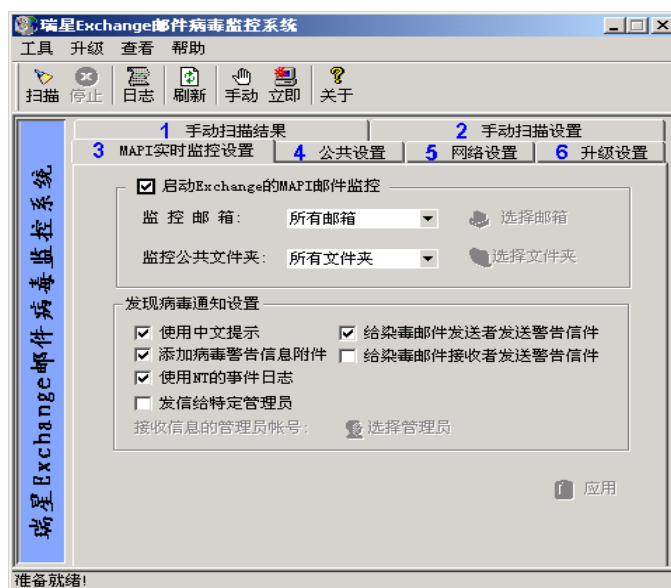 瑞星Exchange邮件病毒监控系统
工具 升级 查看 帮助
扫描 停止 日志 刷新 手动 立即 关于
1 手动扫描结果 2 手动扫描设置
3 MAPI实时监控设置 4 公共设置 5 网络设置 6 升级设置
瑞星Exchange邮件病毒监控系统
启动Exchange的MAPI邮件监控
监控邮箱: 所有邮箱 选择邮箱
监控公共文件夹: 所有文件夹 选择文件夹
发现病毒通知设置
使用中文提示 给染毒邮件发送者发送警告信件
添加病毒警告信息附件 给染毒邮件接收者发送警告信件
使用NT的事件日志
发信给特定管理员
接收信息的管理员帐号: 选择管理员
应用
准备就绪!